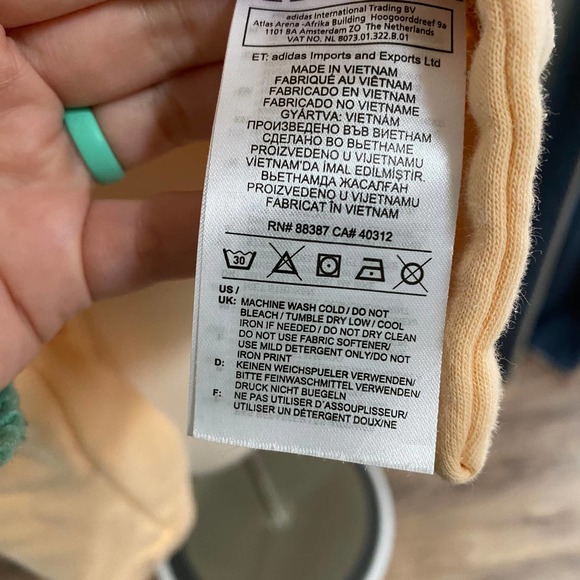 adidas International Trading BV
Atlas Arena -Afrika Building Hoogoorddreef 9a
1101 BA Amsterdam ZO The Netherlands
VAT NO. NL 8073.01.322.B.01
ET: adidas Imports and Exports Ltd
MADE IN VIETNAM
FABRIQUÉ AU VIÊTNAM
FABRICADO EN VIETNAM
FABRICADO NO VIETNAME
GYÁRTVA: VIETNÁM
ПРОИЗВЕДЕНО ВЪВ ВИЕТНАМ
СДЕЛАНО ВО ВЬЕТНАМЕ
PROIZVEDENO U VIJETNAMU
VİETNAM'DA İMAL EDİLMİŞTİR.
ВЬЕТНАМДА ЖАСАЛҒАН
PROIZVEDENO U VIJETNAMU
FABRICAT ÎN VIETNAM
RN# 88387 CA# 40312
30
US /
UK: MACHINE WASH COLD / DO NOT
BLEACH / TUMBLE DRY LOW / COOL
IRON IF NEEDED / DO NOT DRY CLEAN
DO NOT USE FABRIC SOFTENER/
USE MILD DETERGENT ONLY/DO NOT
IRON PRINT
D: KEINEN WEICHSPUELER VERWENDEN/
BITTE FEINWASCHMITTEL VERWENDEN/
DRUCK NICHT BUEGELN
F: NE PAS UTILISER D´ASSOUPLISEUR/
UTILISER UN DÉTERGENT DOUX/NE